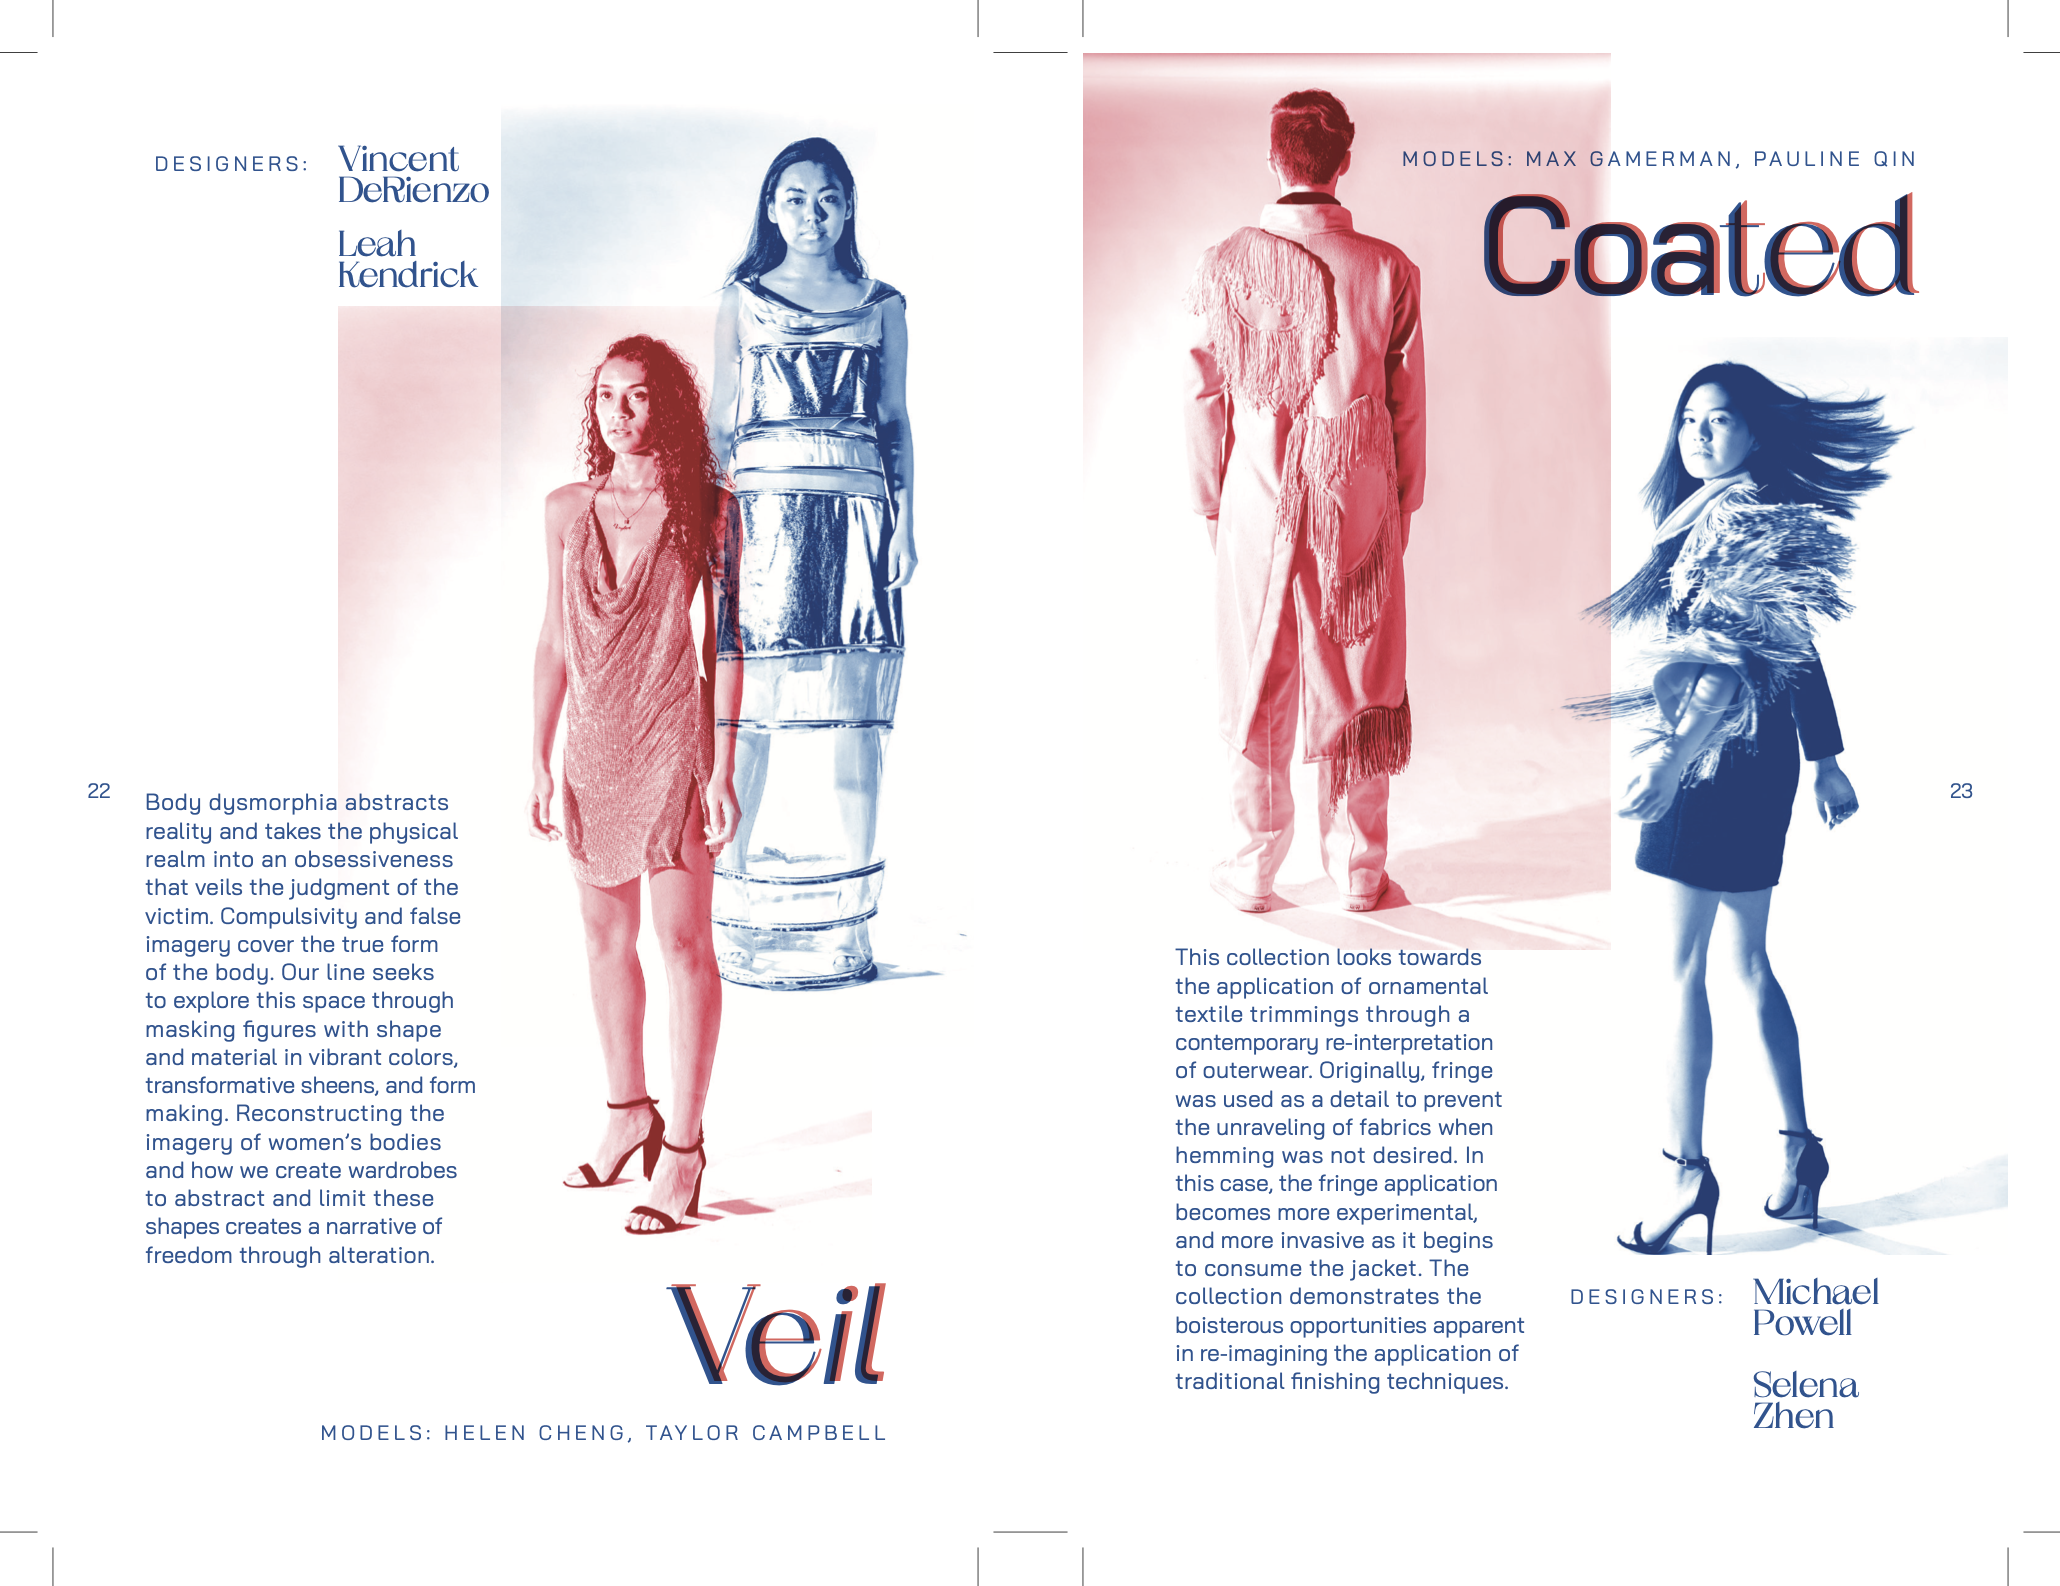 DESIGNERS:
Vincent
DeRienzo
Leah
Kendrick
22
Body dysmorphia abstracts
reality and takes the physical
realm into an obsessiveness
that veils the judgment of the
victim. Compulsivity and false
imagery cover the true form
of the body. Our line seeks
to explore this space through
masking figures with shape
and material in vibrant colors,
transformative sheens, and form
making. Reconstructing the
imagery of women’s bodies
and how we create wardrobes
to abstract and limit these
shapes creates a narrative of
freedom through alteration.
Veil
MODELS: HELEN CHENG, TAYLOR CAMPBELL
MODELS: MAX GAMERMAN, PAULINE QIN
Coated
23
This collection looks towards
the application of ornamental
textile trimmings through a
contemporary re-interpretation
of outerwear. Originally, fringe
was used as a detail to prevent
the unraveling of fabrics when
hemming was not desired. In
this case, the fringe application
becomes more experimental,
and more invasive as it begins
to consume the jacket. The
collection demonstrates the
boisterous opportunities apparent
in re-imagining the application of
traditional finishing techniques.
DESIGNERS:
Michael
Powell
Selena
Zhen